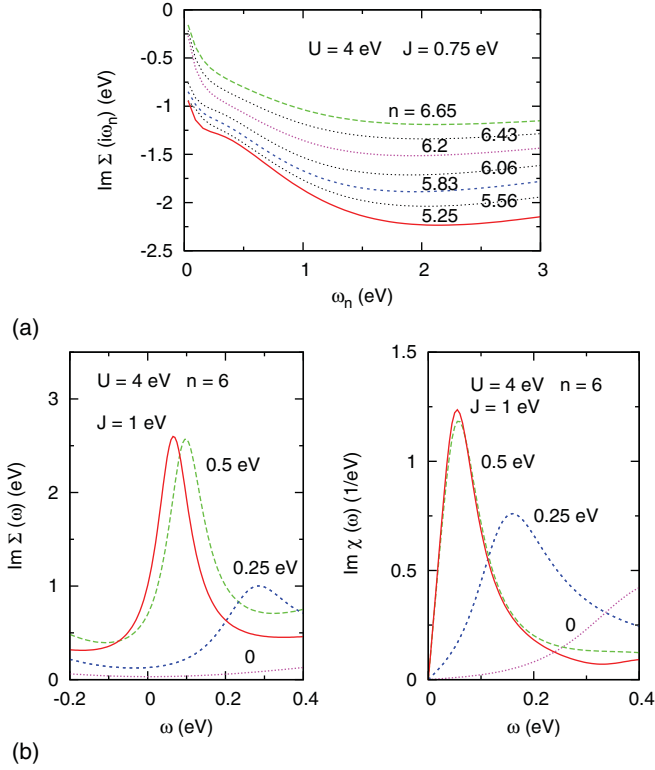 0
-0.5
-1
-1.5
-2
-2.5
Im Σ (iωn) (eV)
U = 4 eV J = 0.75 eV
n = 6.65
6.43
6.2
6.06
5.83
5.56
5.25
0 1 2 3
ωn (eV)
(a)
3
2
1
0
Im Σ (ω) (eV)
U = 4 eV n = 6
J = 1 eV
0.5 eV
0.25 eV
0
-0.2 0 0.2 0.4
ω (eV)
1.5
1
0.5
0
Im χ (ω) (1/eV)
U = 4 eV n = 6
J = 1 eV
0.5 eV
0.25 eV
0
0 0.2 0.4
ω (eV)
(b)